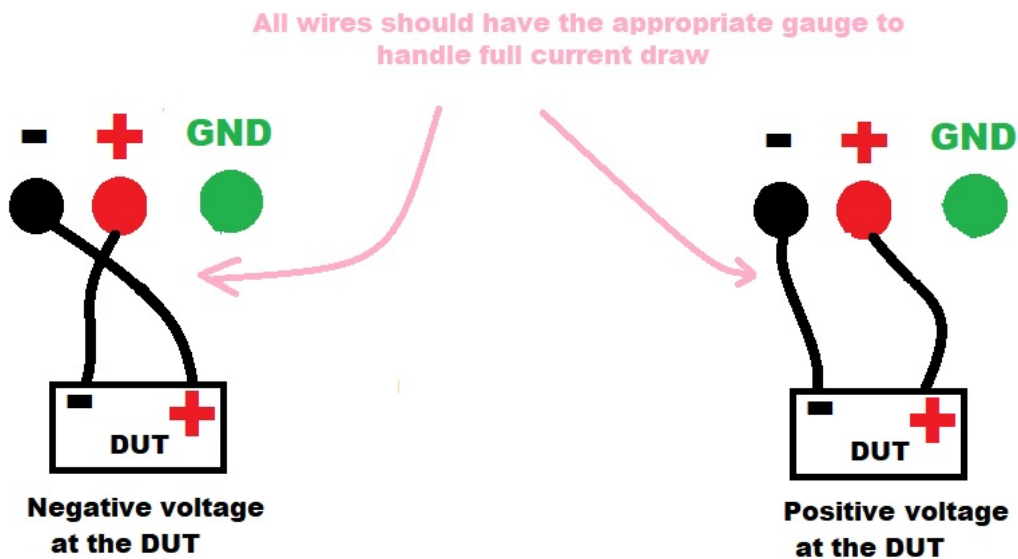 All wires should have the appropriate gauge to
handle full current draw
- + GND
- + GND
- +
DUT
- +
DUT
Negative voltage
at the DUT
Positive voltage
at the DUT